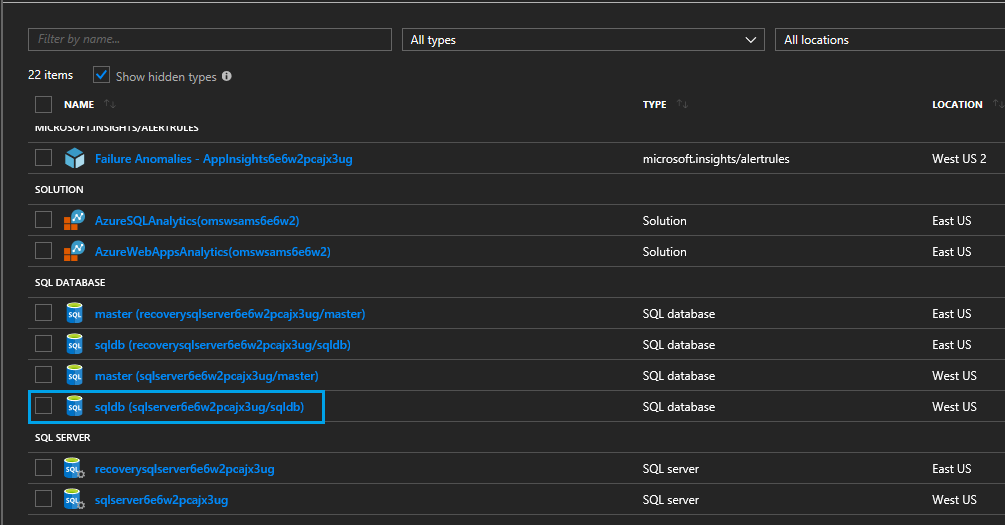 Filter by name... All types All locations
22 items Show hidden types
NAME TYPE LOCATION
MICROSOFT.INSIGHTS/ALERTRULES
Failure Anomalies - AppInsights6e6w2pcajx3ug microsoft.insights/alertrules West US 2
SOLUTION
AzureSQLAnalytics(omswsams6e6w2) Solution East US
AzureWebAppsAnalytics(omswsams6e6w2) Solution East US
SQL DATABASE
SQL master (recoverysqlserver6e6w2pcajx3ug/master) SQL database East US
SQL sqldb (recoverysqlserver6e6w2pcajx3ug/sqldb) SQL database East US
SQL master (sqlserver6e6w2pcajx3ug/master) SQL database West US
SQL sqldb (sqlserver6e6w2pcajx3ug/sqldb) SQL database West US
SQL SERVER
SQL recoverysqlserver6e6w2pcajx3ug SQL server East US
SQL sqlserver6e6w2pcajx3ug SQL server West US